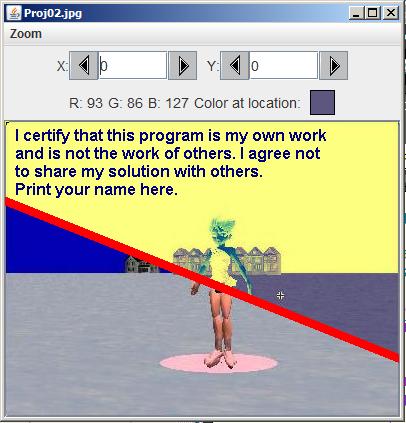 Proj02.jpg
Zoom
X: 0 Y: 0
R: 93 G: 86 B: 127 Color at location:
I certify that this program is my own work
and is not the work of others. I agree not
to share my solution with others.
Print your name here.